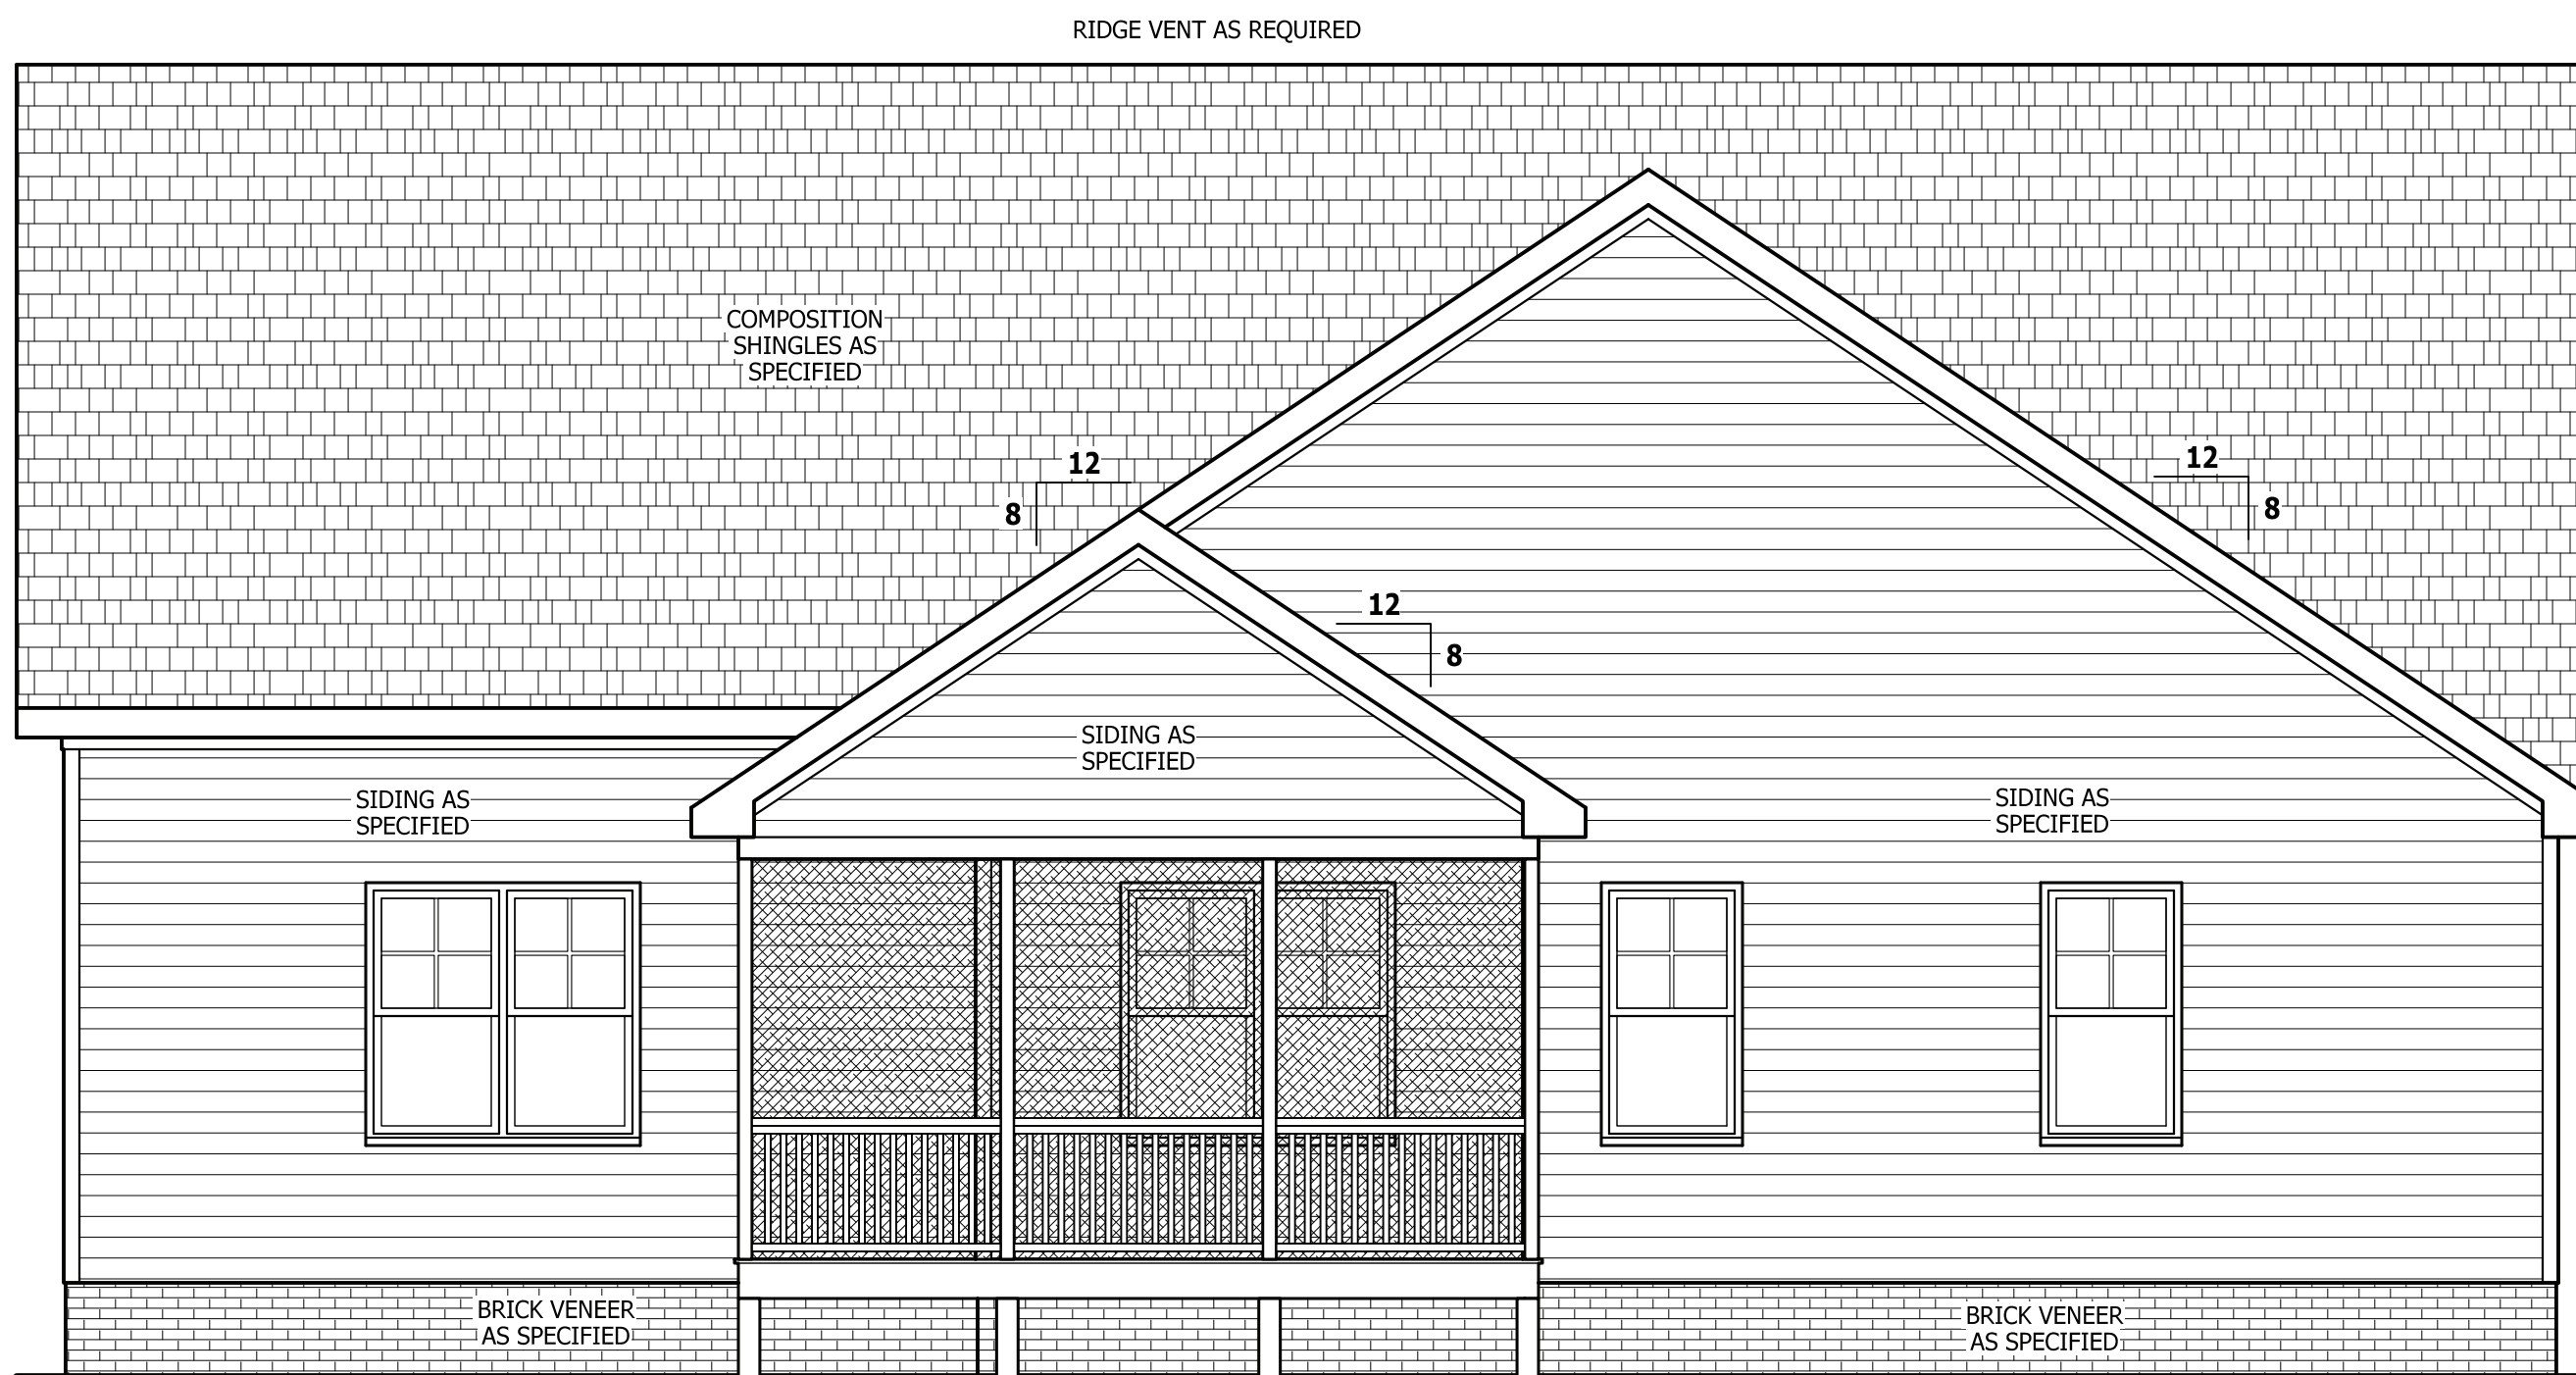 RIDGE VENT AS REQUIRED
COMPOSITION
SHINGLES AS
SPECIFIED
12
8
12
8
12
8
SIDING AS
SPECIFIED
SIDING AS
SPECIFIED
SIDING AS
SPECIFIED
BRICK VENEER
AS SPECIFIED
BRICK VENEER
AS SPECIFIED